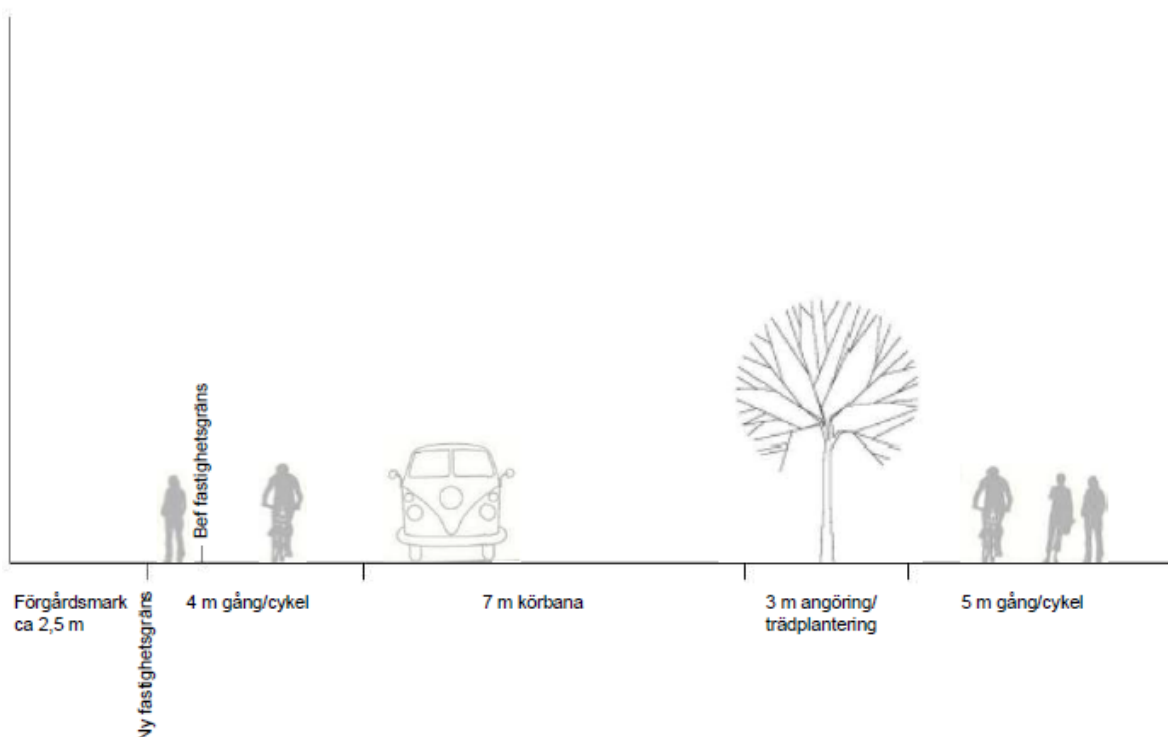 Bef fastighetsgräns
Förgårdsmark
ca 2,5 m
Ny fastighetsgräns
4 m gång/cykel
7 m körbana
3 m angöring/
trädplantering
5 m gång/cykel